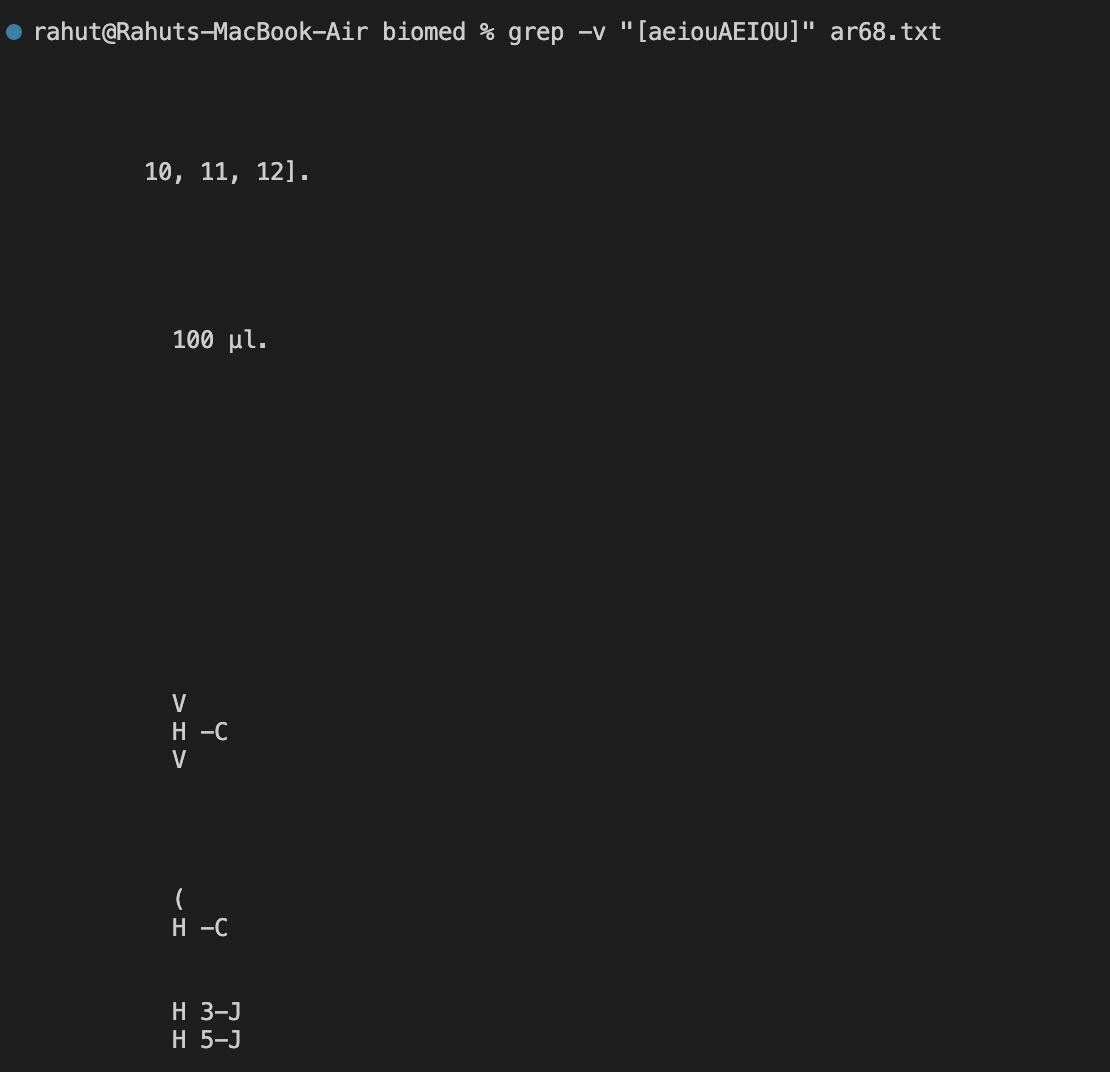 rahut@Rahuts-MacBook-Air biomed % grep -v "[aeiouAEIOU]" ar68.txt
10, 11, 12].
100 μl.
V
H -C
V
(
H -C
H 3-J
H 5-J